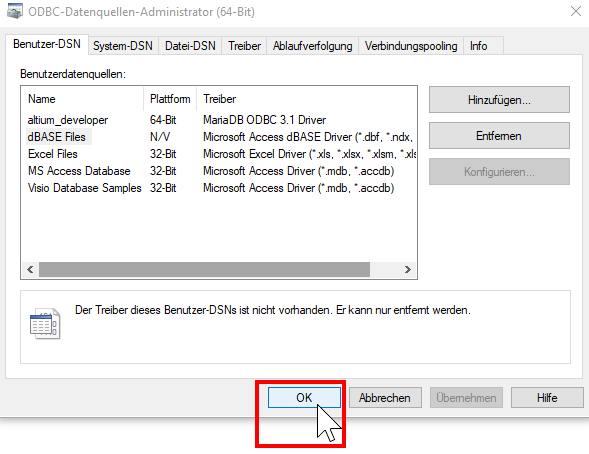 ODBC-Datenquellen-Administrator (64-Bit)
Benutzer-DSN System-DSN Datei-DSN Treiber Ablaufverfolgung Verbindungspooling Info
Benutzerdatenquellen:
Name Plattform Treiber
altium_developer 64-Bit MariaDB ODBC 3.1 Driver
dBASE Files N/V Microsoft Access dBASE Driver (*.dbf, *.ndx,
Excel Files 32-Bit Microsoft Excel Driver (*.xls, *.xlsx, *.xlsm, *.xls
MS Access Database 32-Bit Microsoft Access Driver (*.mdb, *.accdb)
Visio Database Samples 32-Bit Microsoft Access Driver (*.mdb, *.accdb)
Hinzufügen...
Entfernen
Konfigurieren...
Der Treiber dieses Benutzer-DSNs ist nicht vorhanden. Er kann nur entfernt werden.
OK Abbrechen Übernehmen Hilfe